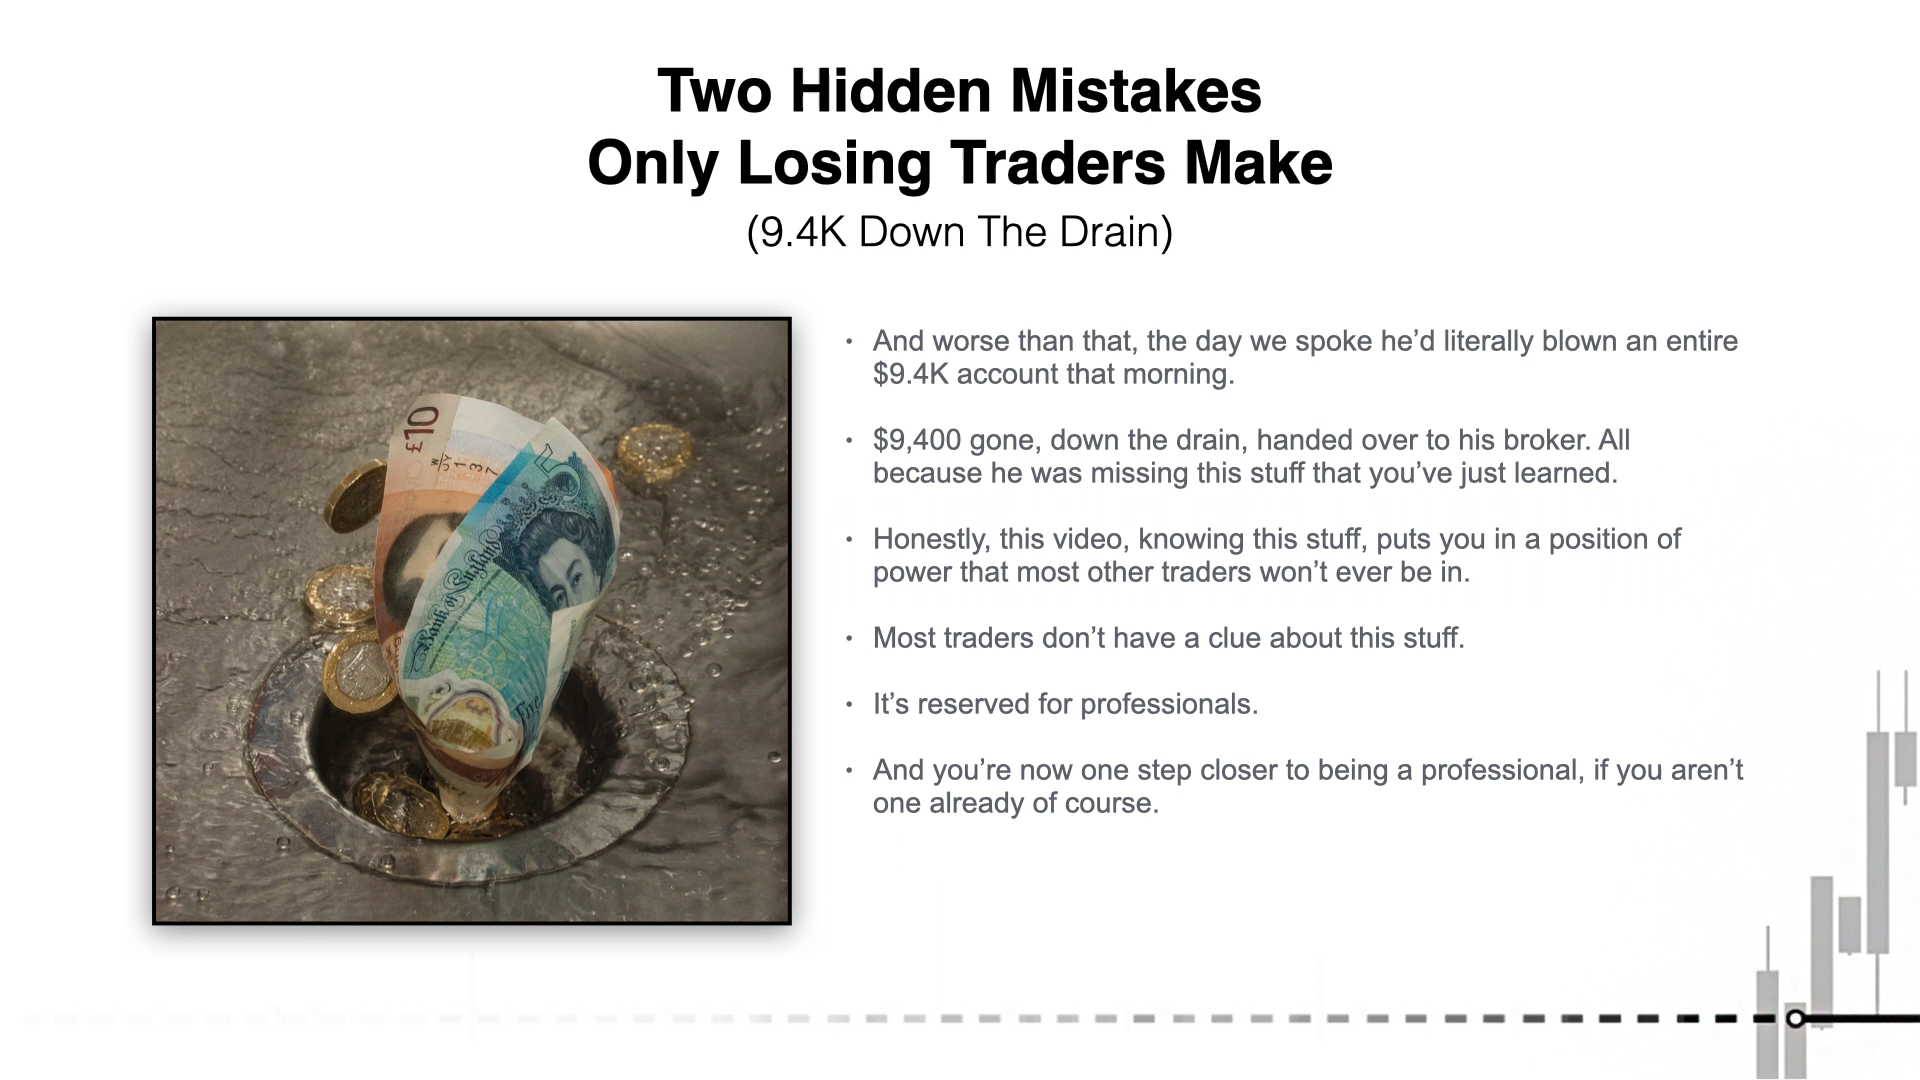 Two Hidden Mistakes
Only Losing Traders Make
(9.4K Down The Drain)
£10
5
Bank of England
Five
• And worse than that, the day we spoke he’d literally blown an entire
$9.4K account that morning.
• $9,400 gone, down the drain, handed over to his broker. All
because he was missing this stuff that you’ve just learned.
• Honestly, this video, knowing this stuff, puts you in a position of
power that most other traders won’t ever be in.
• Most traders don’t have a clue about this stuff.
• It’s reserved for professionals.
• And you’re now one step closer to being a professional, if you aren’t
one already of course.